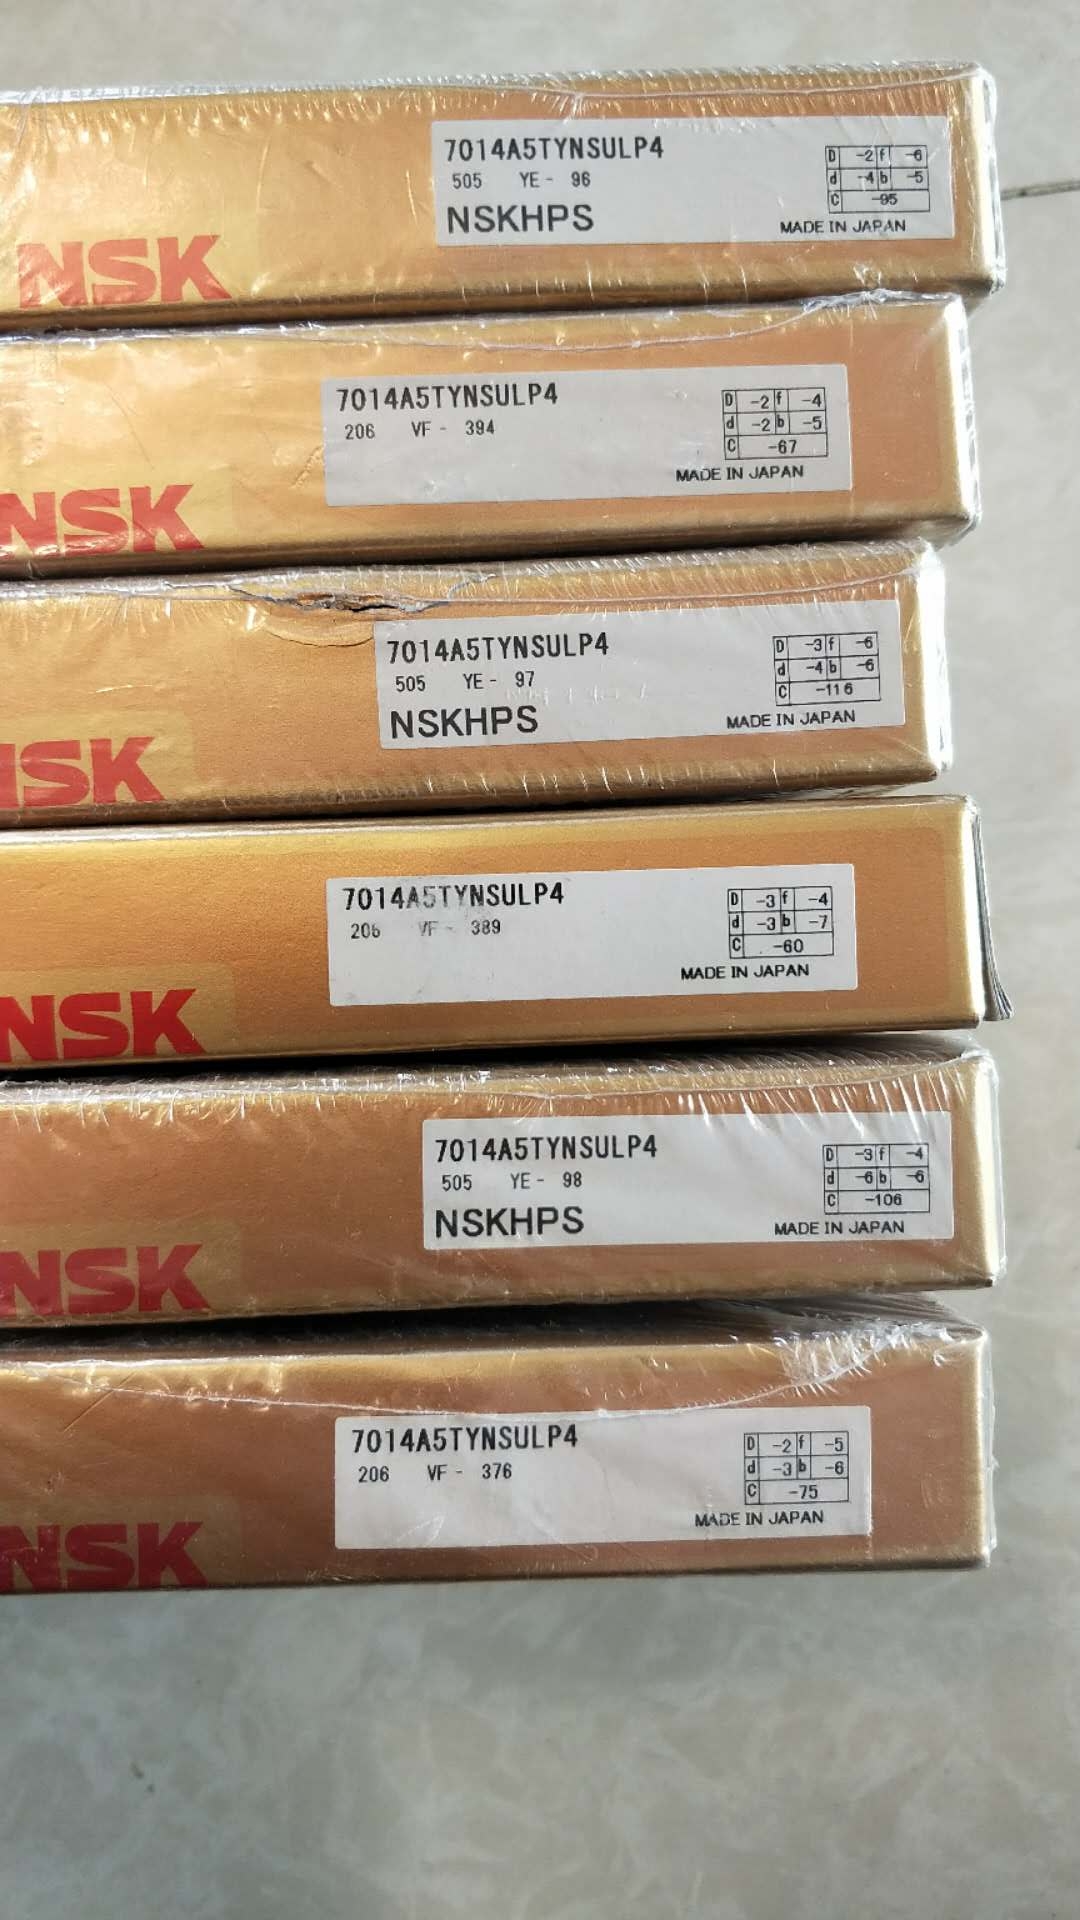 7014A5TYNSULP4
505 YE - 96
NSKHPS
D -2 f -6
d -4 b -5
C -95
MADE IN JAPAN
NSK
7014A5TYNSULP4
206 VF - 394
D -2 f -4
d -2 b -5
C -67
MADE IN JAPAN
NSK
7014A5TYNSULP4
505 YE - 97
NSKHPS
D -3 f -6
d -4 b -6
C -116
MADE IN JAPAN
NSK
7014A5TYNSULP4
206 VF - 389
D -3 f -4
d -3 b -7
C -60
MADE IN JAPAN
NSK
7014A5TYNSULP4
505 YE - 98
NSKHPS
D -3 f -4
d -6 b -6
C -106
MADE IN JAPAN
NSK
7014A5TYNSULP4
206 VF - 376
D -2 f -5
d -3 b -6
C -75
MADE IN JAPAN
NSK